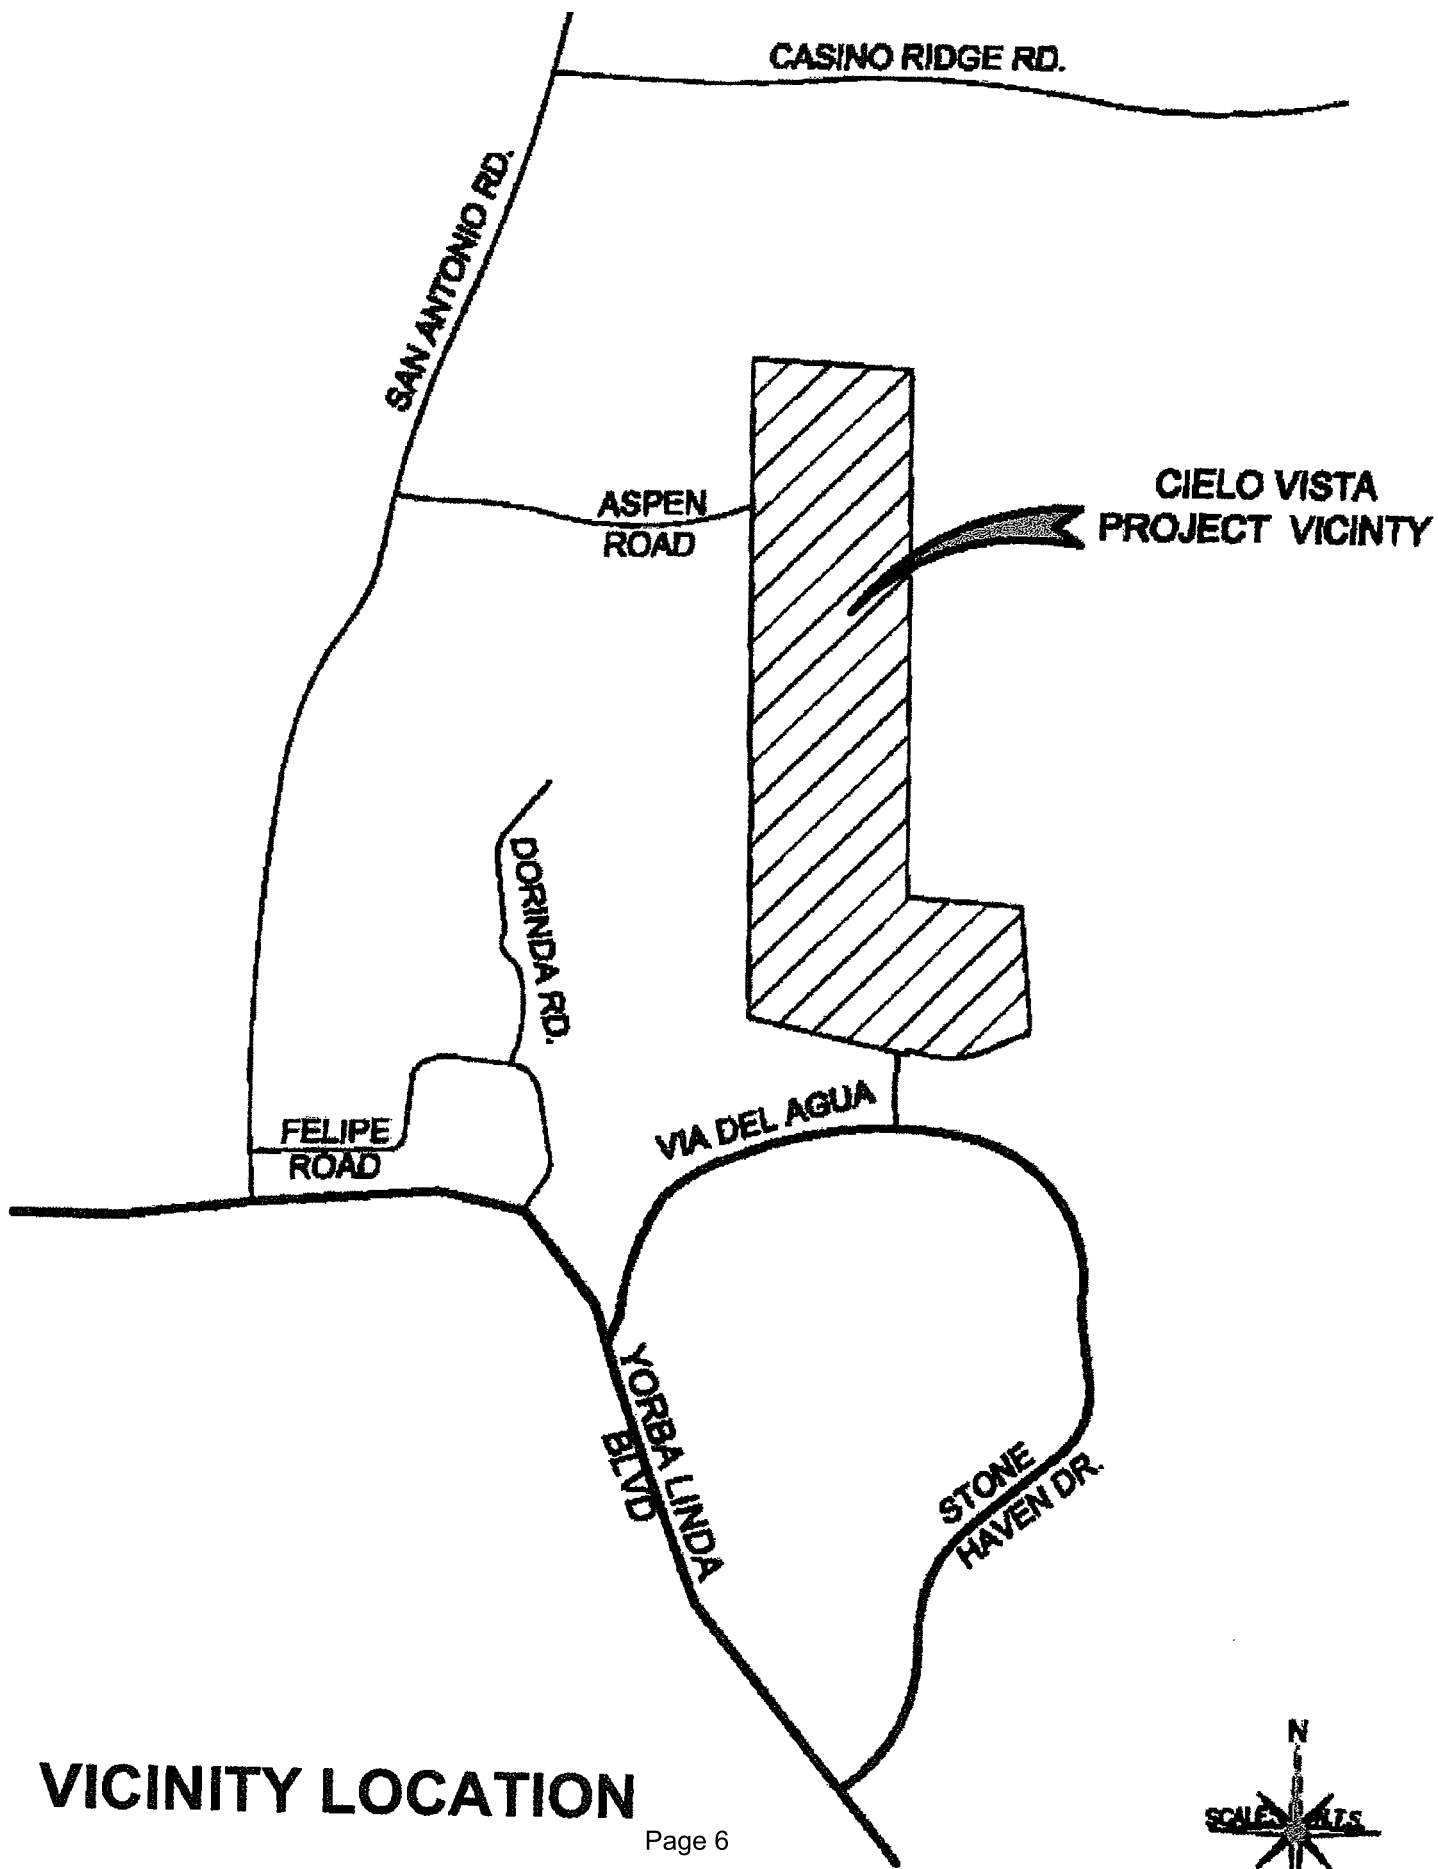 CASINO RIDGE RD.
SAN ANTONIO RD.
CIELO VISTA
PROJECT VICINTY
ASPEN
ROAD
DORINDA RD.
FELIPE
ROAD
VIA DEL AGUA
YORBA LINDA
BLVD
STONE
HAVEN DR.
N
SCALE: N.T.S.
VICINITY LOCATION
Page 6